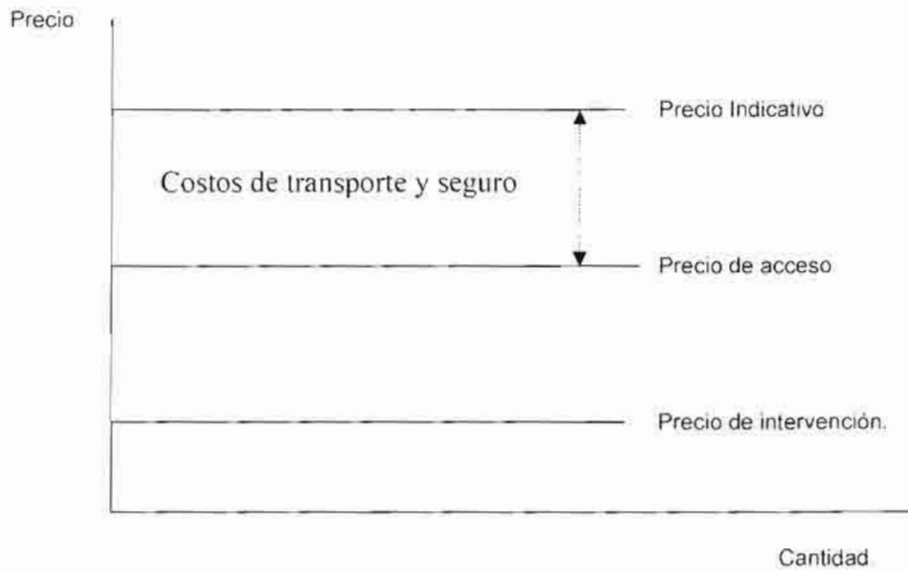 Precio
Precio Indicativo
Costos de transporte y seguro
Precio de acceso
Precio de intervención.
Cantidad